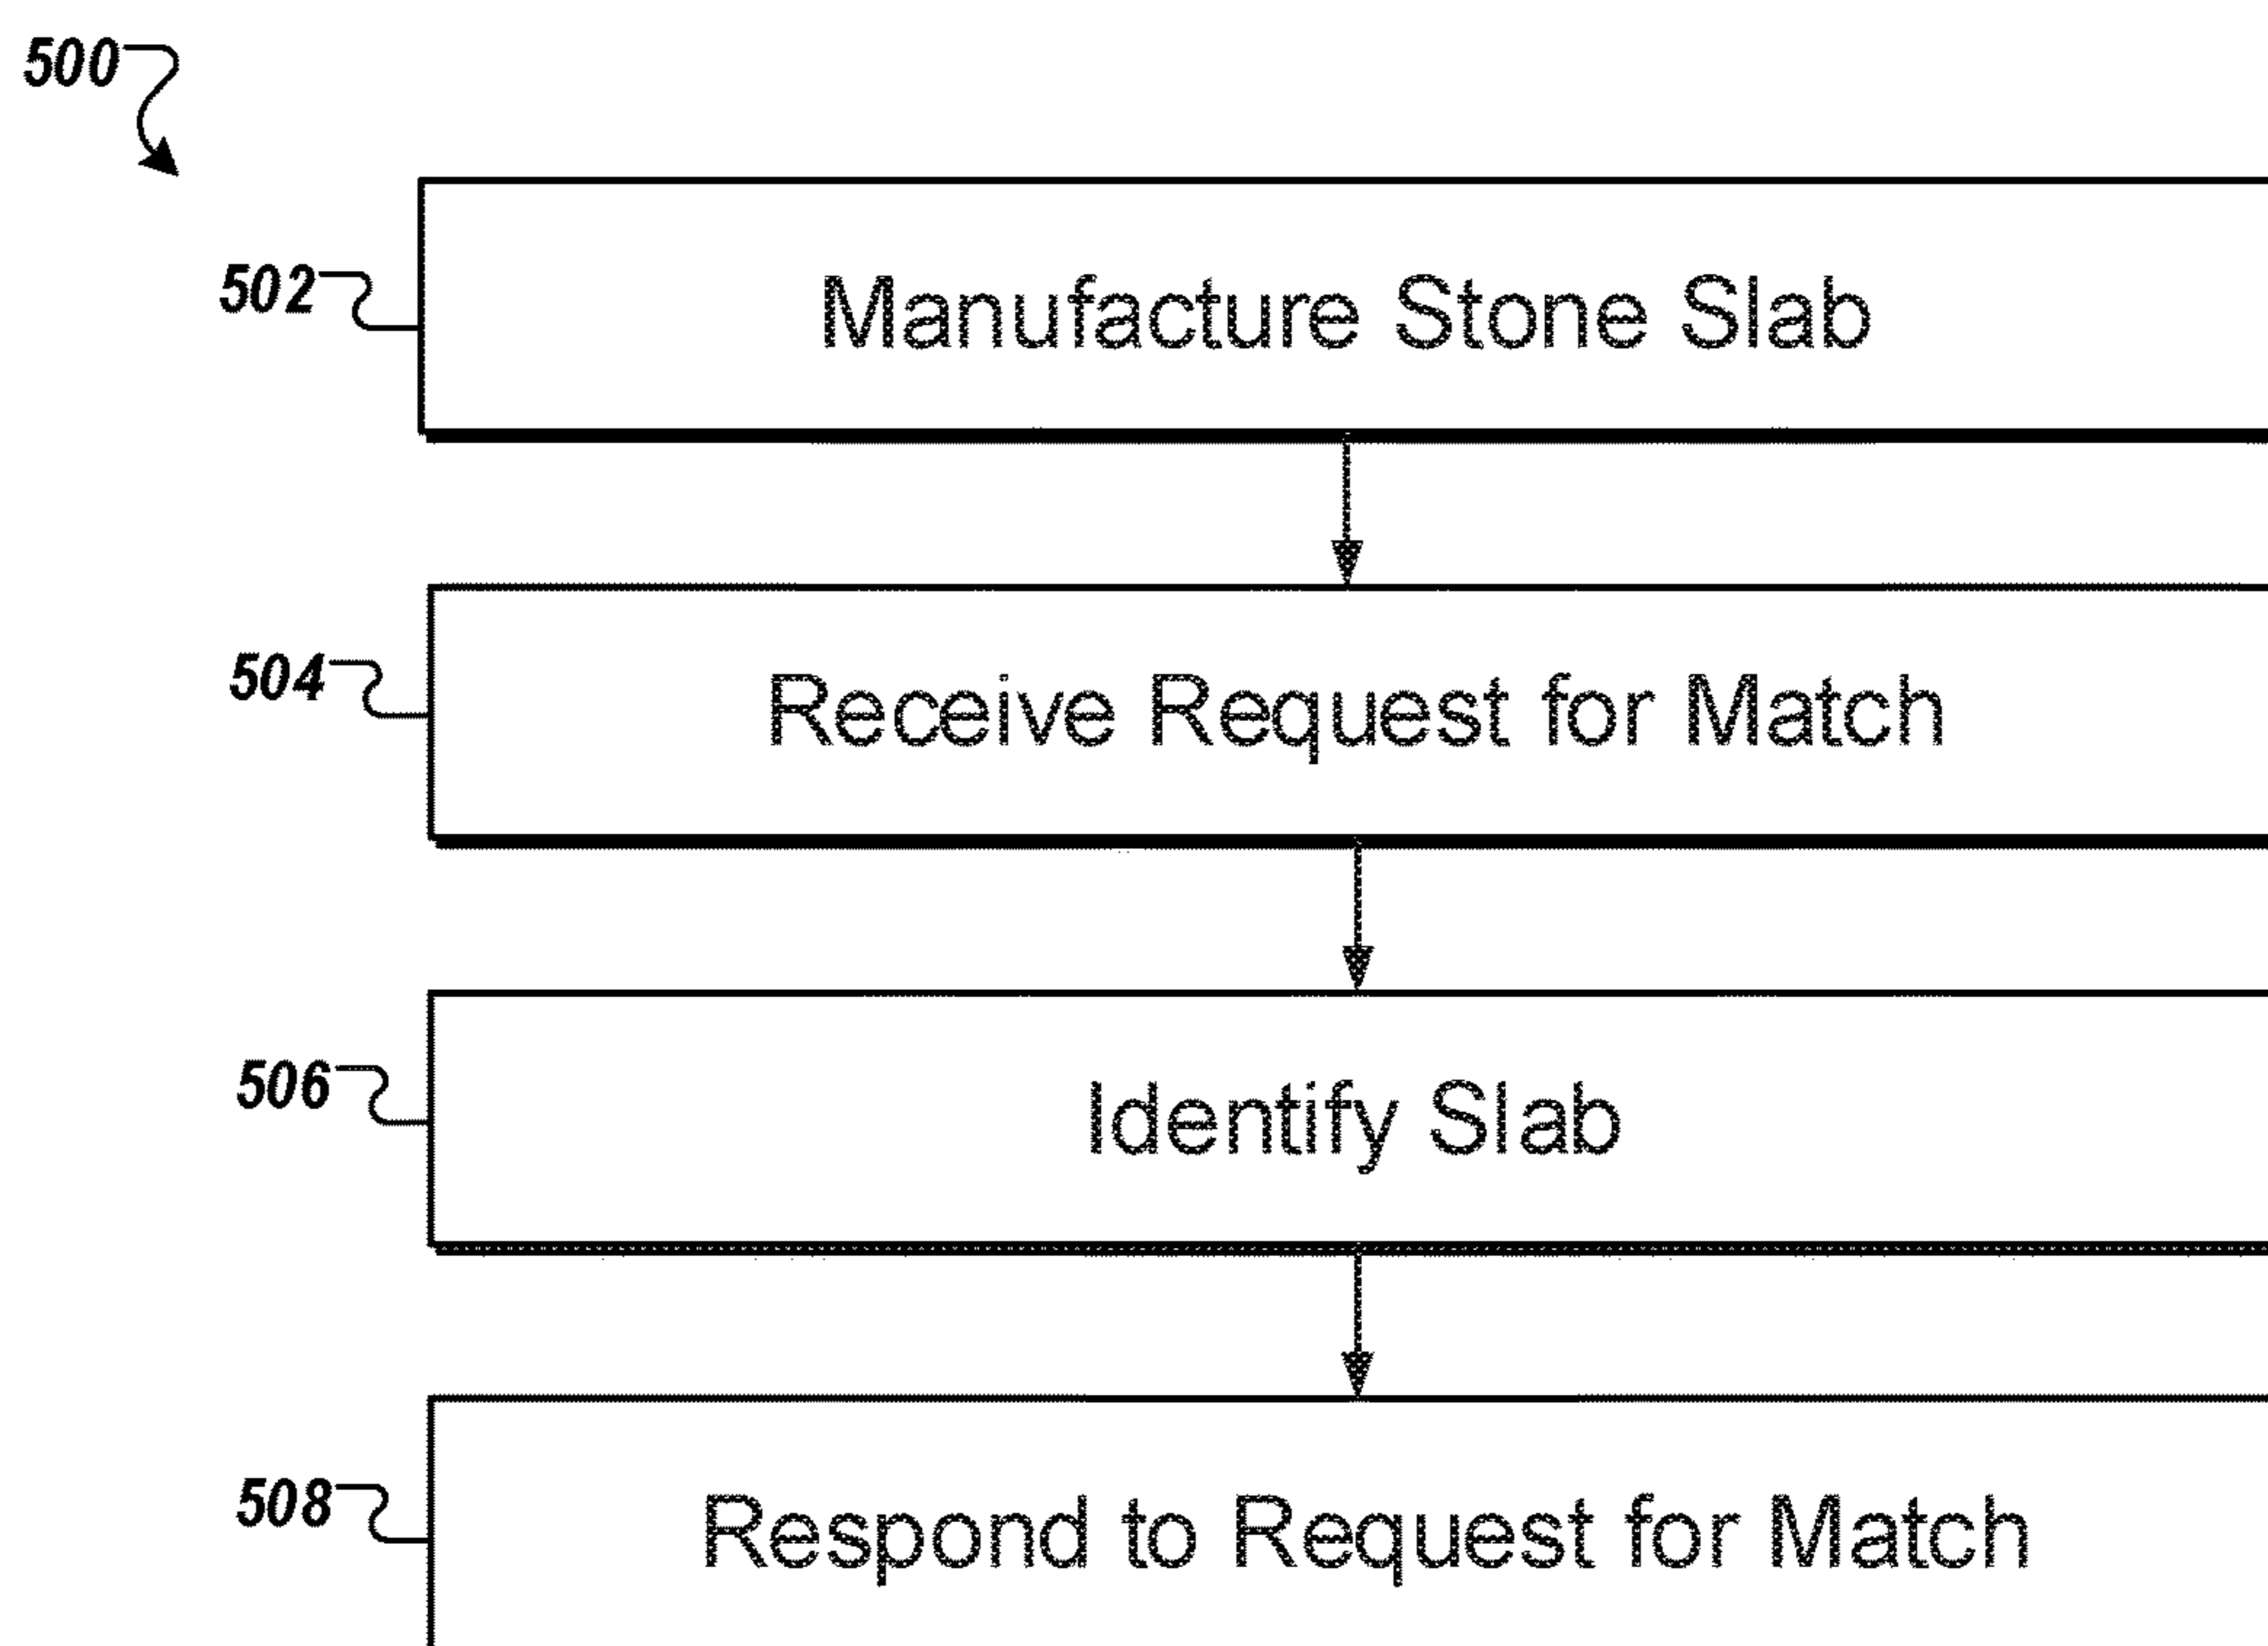 500
502 Manufacture Stone Slab
504 Receive Request for Match
506 Identify Slab
508 Respond to Request for Match